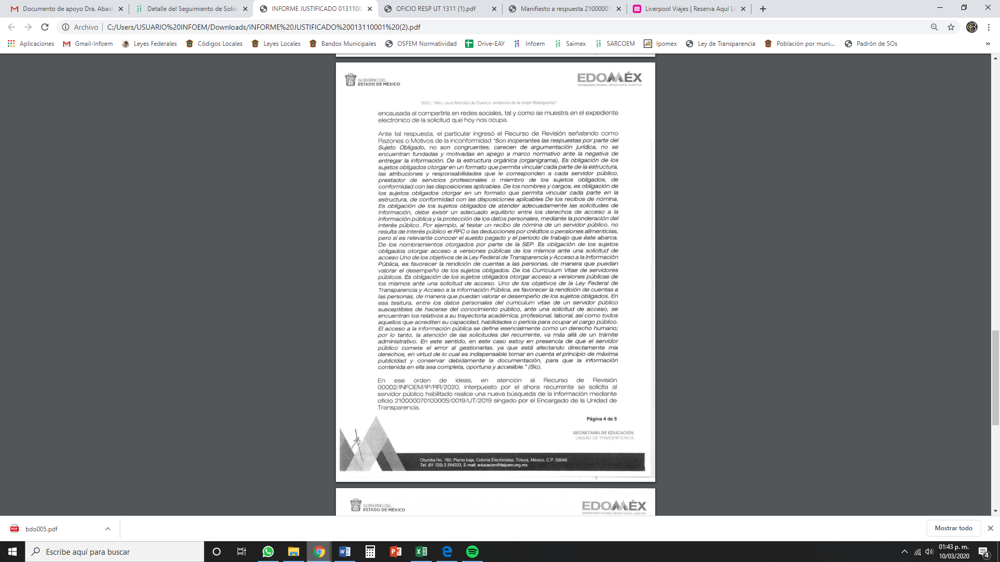 Documento de apoyo Dra. Abaid
Detalle del Seguimiento de Solici
INFORME JUSTIFICADO 0131100
OFICIO RESP UT 1311 (1).pdf
Manifiesto a respuesta 21000007
Liverpool Viajes | Reserva Aquí Li
Archivo
C:/Users/USUARIO%20INFOEM/Downloads/INFORME%20JUSTIFICADO%200013110001%20(2).pdf
Aplicaciones
Gmail-Infoem
Leyes Federales
Códigos Locales
Leyes Locales
Bandos Municipales
OSFEM Normatividad
Drive-EAY
Infoem
Saimex
SARCOEM
Ipomex
Ley de Transparencia
Población por muni...
Padrón de SOs
»
GOBIERNO DEL
ESTADO DE MÉXICO
EDOMÉX
DECISIONES FIRMES, RESULTADOS FUERTES
2020. "Año Laura Méndez de Cuenca emblema de la mujer Mexiquense"
encausada al compartirla en redes sociales, tal y como se muestra en el expediente
electrónico de la solicitud que hoy nos ocupa.
Ante tal respuesta, el particular ingresó el Recurso de Revisión señalando como
Razones o Motivos de la inconformidad "Son inoperantes las respuestas por parte del
Sujeto Obligado, no son congruentes, carecen de argumentación jurídica, no se
encuentran fundadas y motivadas en apego a marco normativo ante la negativa de
entregar la información. De la estructura orgánica (organigrama), Es obligación de los
sujetos obligados otorgar en un formato que permita vincular cada parte de la estructura,
las atribuciones y responsabilidades que le corresponden a cada servidor público,
prestador de servicios profesionales o miembro de los sujetos obligados, de
conformidad con las disposiciones aplicables. De los nombres y cargos, es obligación de
los sujetos obligados otorgar en un formato que permita vincular cada parte en la
estructura, de conformidad con las disposiciones aplicables De los recibos de nómina.
Es obligación de los sujetos obligados de atender adecuadamente las solicitudes de
información, debe existir un adecuado equilibrio entre los derechos de acceso a la
información pública y la protección de los datos personales, mediante la ponderación del
interés público. Por ejemplo, al testar un recibo de nómina de un servidor público, no
resulta de interés público el RFC o las deducciones por créditos o pensiones alimenticias,
pero sí es relevante conocer el sueldo pagado y el periodo de trabajo que éste abarca.
De los nombramientos otorgados por parte de la SEP. Es obligación de los sujetos
obligados otorgar acceso a versiones públicas de los mismos ante una solicitud de
acceso Uno de los objetivos de la Ley Federal de Transparencia y Acceso a la Información
Pública, es favorecer la rendición de cuentas a las personas, de manera que puedan
valorar el desempeño de los sujetos obligados. De los Curriculum Vitae de servidores
públicos. Es obligación de los sujetos obligados otorgar acceso a versiones públicas de
los mismos ante una solicitud de acceso. Uno de los objetivos de la Ley Federal de
Transparencia y Acceso a la Información Pública, es favorecer la rendición de cuentas a
las personas, de manera que puedan valorar el desempeño de los sujetos obligados. En
esa tesitura, entre los datos personales del curriculum vitae de un servidor público
susceptibles de hacerse del conocimiento público, ante una solicitud de acceso, se
encuentran los relativos a su trayectoria académica, profesional, laboral, así como todos
aquellos que acrediten su capacidad, habilidades o pericia para ocupar el cargo público.
El acceso a la información pública se define esencialmente como un derecho humano;
por lo tanto, la atención de las solicitudes del recurrente, va más allá de un trámite
administrativo. En este sentido, en este caso estoy en presencia de que el servidor
público comete el error al gestionarlas, ya que está afectando directamente mis
derechos, en virtud de lo cual es indispensable tomar en cuenta el principio de máxima
publicidad y conservar debidamente la documentación, para que la información
contenida en ella sea completa, oportuna y accesible." (Sic).
En ese orden de ideas, en atención al Recurso de Revisión
00002/INFOEM/IP/RR/2020, interpuesto por el ahora recurrente se solicita al
servidor público habilitado realice una nueva búsqueda de la información mediante
oficio 21000007010000S/0019/UT/2019 singado por el Encargado de la Unidad de
Transparencia.
Página 4 de 5
SECRETARÍA DE EDUCACIÓN
UNIDAD DE TRANSPARENCIA
Otumba No. 782, Planta baja, Colonia Electricistas, Toluca, México. C.P. 50040
Tel. (01 722) 2 264333, E-mail: educacion@itaipem.org.mx
GOBIERNO DEL
ESTADO DE MÉXICO
EDOMÉX
DECISIONES FIRMES, RESULTADOS FUERTES
bdo005.pdf
Mostrar todo
Escribe aquí para buscar
01:43 p. m.
10/03/2020
4